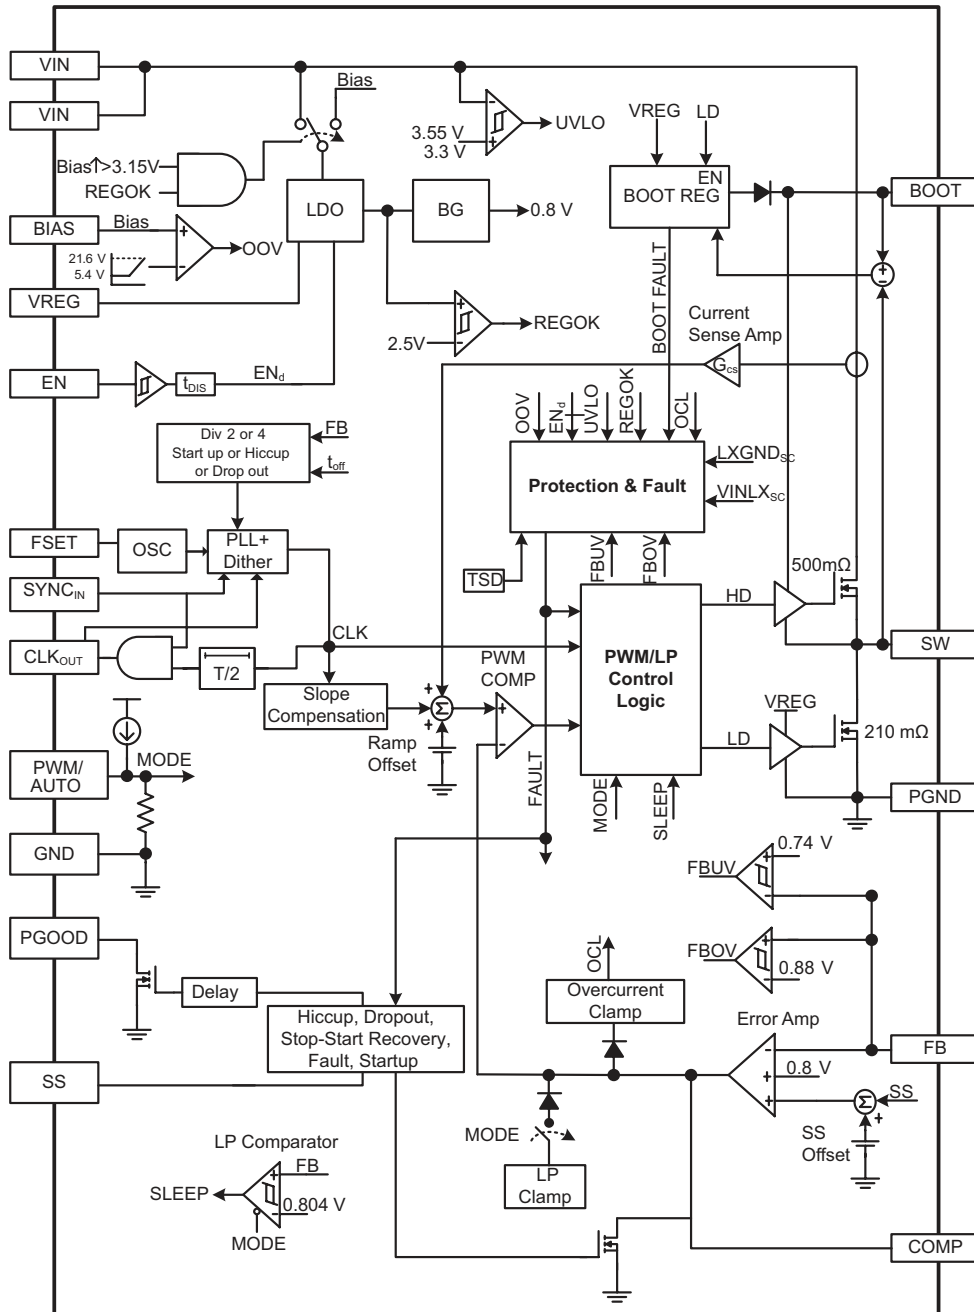 VIN
VIN
Bias
UVLO
3.55 V
3.3 V
VREG
LD
Bias↑>3.15V
REGOK
EN
BOOT REG
BOOT
LDO
BG
0.8 V
BIAS
Bias
OOV
21.6 V
5.4 V
VREG
2.5V
REGOK
BOOT FAULT
Current
Sense Amp
Gcs
EN
tDIS
ENd
OOV
ENd
UVLO
REGOK
OCL
Div 2 or 4
Start up or Hiccup
or Drop out
FB
toff
Protection & Fault
LXGNDSC
VINLXSC
FSET
OSC
PLL+
Dither
TSD
FBUV
FBOV
500mΩ
SYNCIN
HD
CLKOUT
T/2
CLK
PWM
COMP
PWM/LP
Control
Logic
SW
Slope
Compensation
+
Σ
+
+
-
Ramp
Offset
VREG
LD
210 mΩ
PWM/
AUTO
MODE
FAULT
MODE
SLEEP
PGND
GND
0.74 V
FBUV
+
-
PGOOD
FBOV
+
-
0.88 V
OCL
Delay
Overcurrent
Clamp
Hiccup, Dropout,
Stop-Start Recovery,
Fault, Startup
Error Amp
-
+
+
0.8 V
FB
SS
SS
Σ
+
SS
Offset
MODE
LP
Clamp
LP Comparator
FB
SLEEP
+
-
0.804 V
MODE
COMP